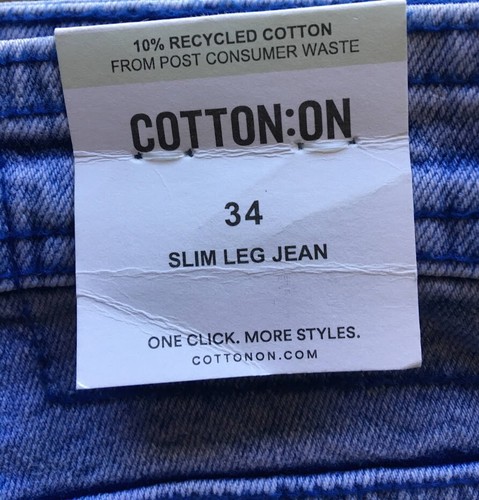 10% RECYCLED COTTON
FROM POST CONSUMER WASTE
COTTON:ON
34
SLIM LEG JEAN
ONE CLICK. MORE STYLES.
COTTONON.COM